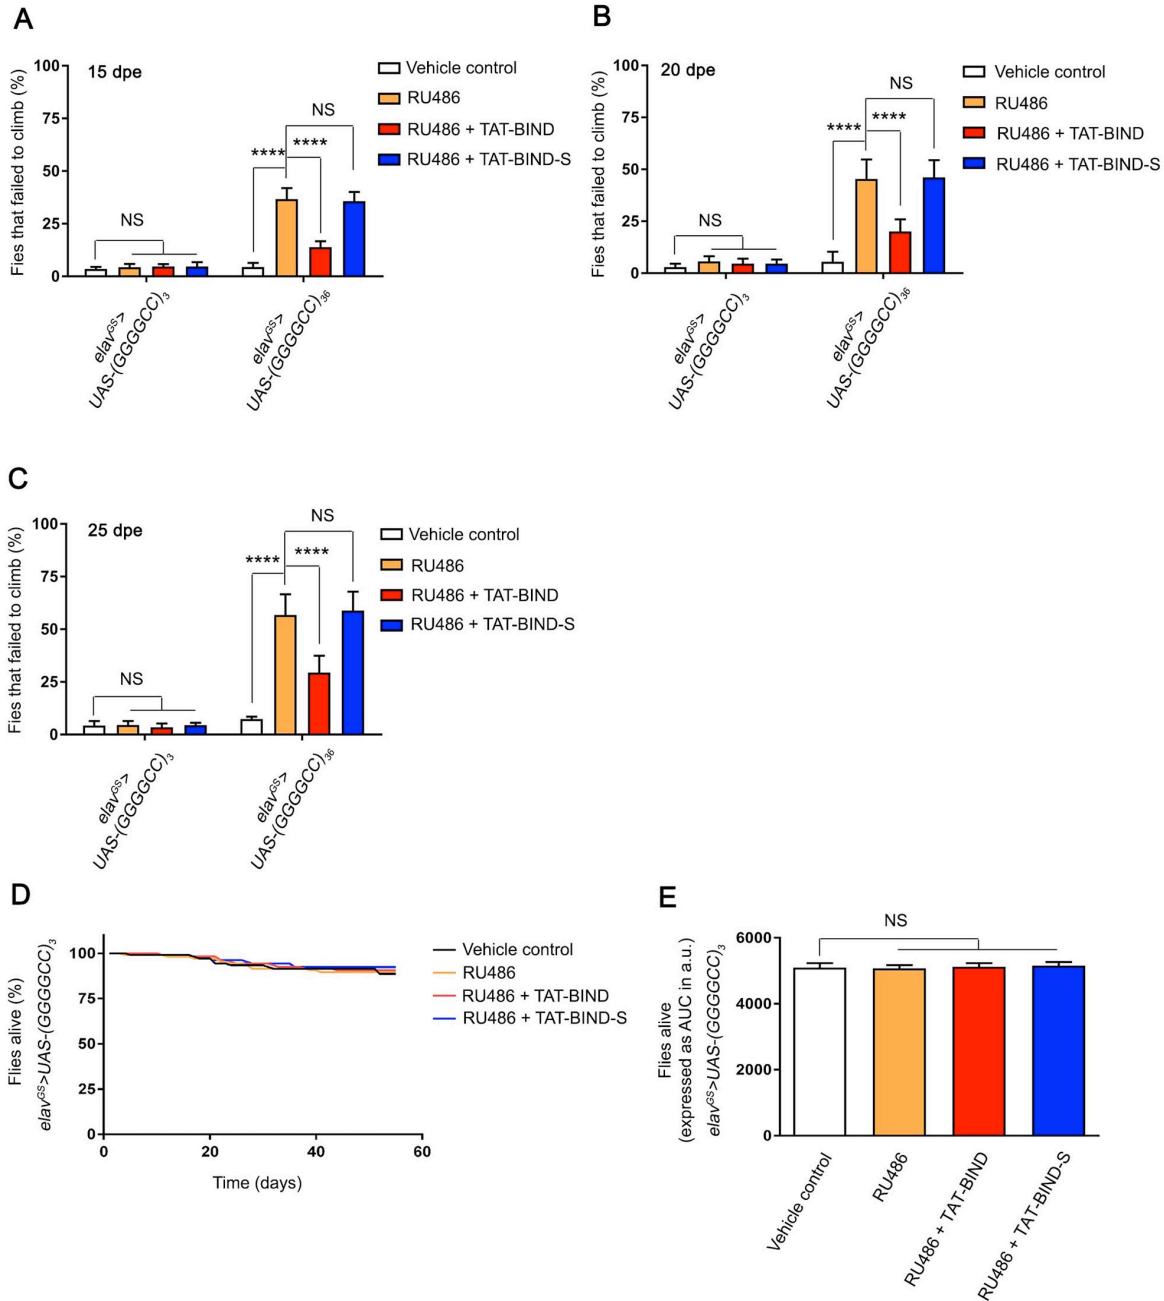 A
Fies that failed to climb (%)
100
75
50
25
0
15 dpe
NS
****
****
NS
Vehicle control
RU486
RU486 + TAT-BIND
RU486 + TAT-BIND-S
elavGS>
UAS-(GGGGCC)3
elavGS>
UAS-(GGGGCC)36
B
Fies that failed to climb (%)
100
75
50
25
0
20 dpe
NS
****
****
NS
Vehicle control
RU486
RU486 + TAT-BIND
RU486 + TAT-BIND-S
elavGS>
UAS-(GGGGCC)3
elavGS>
UAS-(GGGGCC)36
C
Fies that failed to climb (%)
100
75
50
25
0
25 dpe
NS
****
****
NS
Vehicle control
RU486
RU486 + TAT-BIND
RU486 + TAT-BIND-S
elavGS>
UAS-(GGGGCC)3
elavGS>
UAS-(GGGGCC)36
D
Flies alive (%)
elavGS>UAS-(GGGGCC)3
100
75
50
25
0
0
20
40
60
Time (days)
Vehicle control
RU486
RU486 + TAT-BIND
RU486 + TAT-BIND-S
E
Flies alive
(expressed as AUC in a.u.)
elavGS>UAS-(GGGGCC)3
6000
4000
2000
0
NS
Vehicle control
RU486
RU486 + TAT-BIND
RU486 + TAT-BIND-S